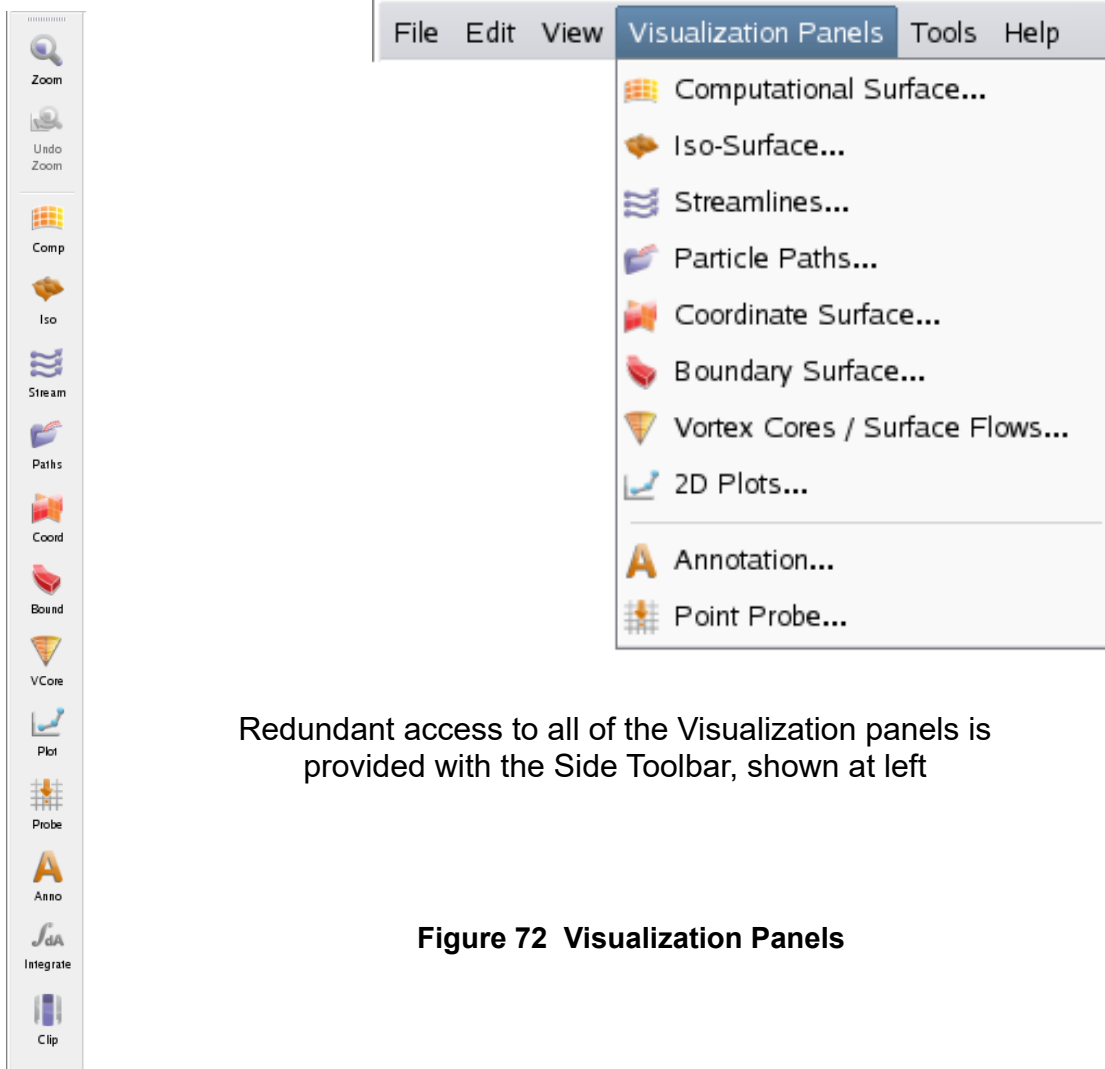 File Edit View Visualization Panels Tools Help
Computational Surface...
Iso-Surface...
Streamlines...
Particle Paths...
Coordinate Surface...
Boundary Surface...
Vortex Cores / Surface Flows...
2D Plots...
Annotation...
Point Probe...
Zoom
Undo
Zoom
Comp
Iso
Stream
Paths
Coord
Bound
VCore
Plot
Probe
A
Anno
∫dA
Integrate
Clip
Redundant access to all of the Visualization panels is
provided with the Side Toolbar, shown at left
Figure 72 Visualization Panels